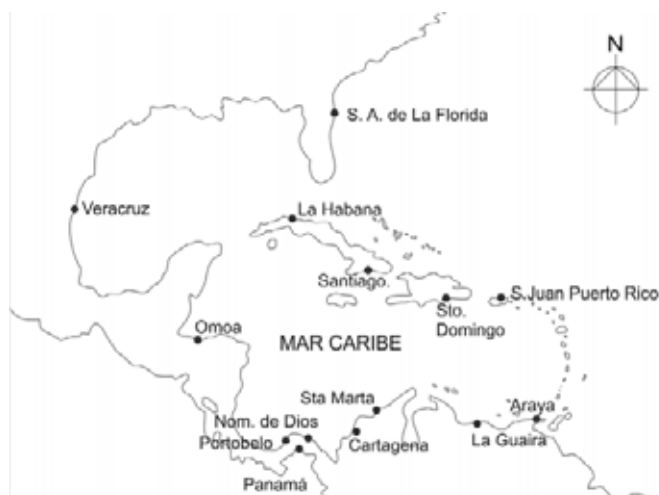 N
S. A. de La Florida
Veracruz
La Habana
Santiago.
S.Juan Puerto Rico
Sto.
Domingo
Omoa
MAR CARIBE
Sta Marta
Araya
Nom. de Dios
Portobelo
Cartagena
La Guaira
Panamá